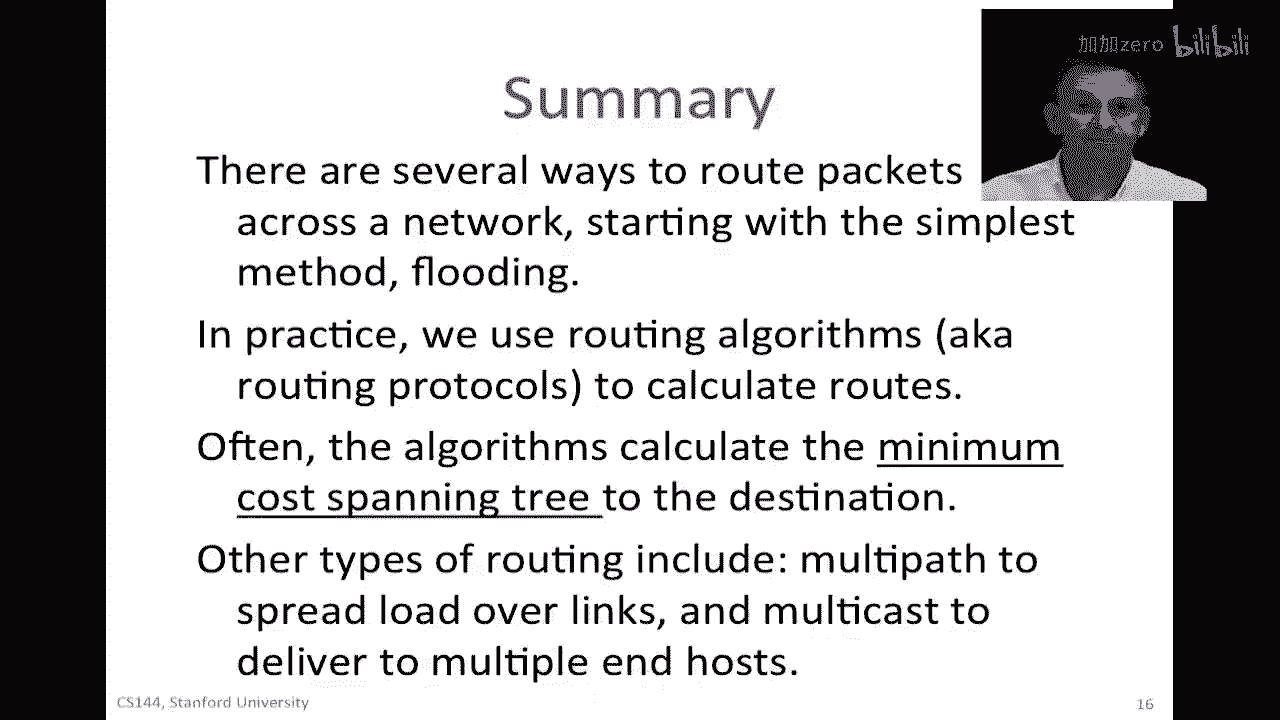 加加zero bilibili
Summary
There are several ways to route packets
across a network, starting with the simplest
method, flooding.
In practice, we use routing algorithms (aka
routing protocols) to calculate routes.
Often, the algorithms calculate the minimum
cost spanning tree to the destination.
Other types of routing include: multipath to
spread load over links, and multicast to
deliver to multiple end hosts.
CS144, Stanford University
16